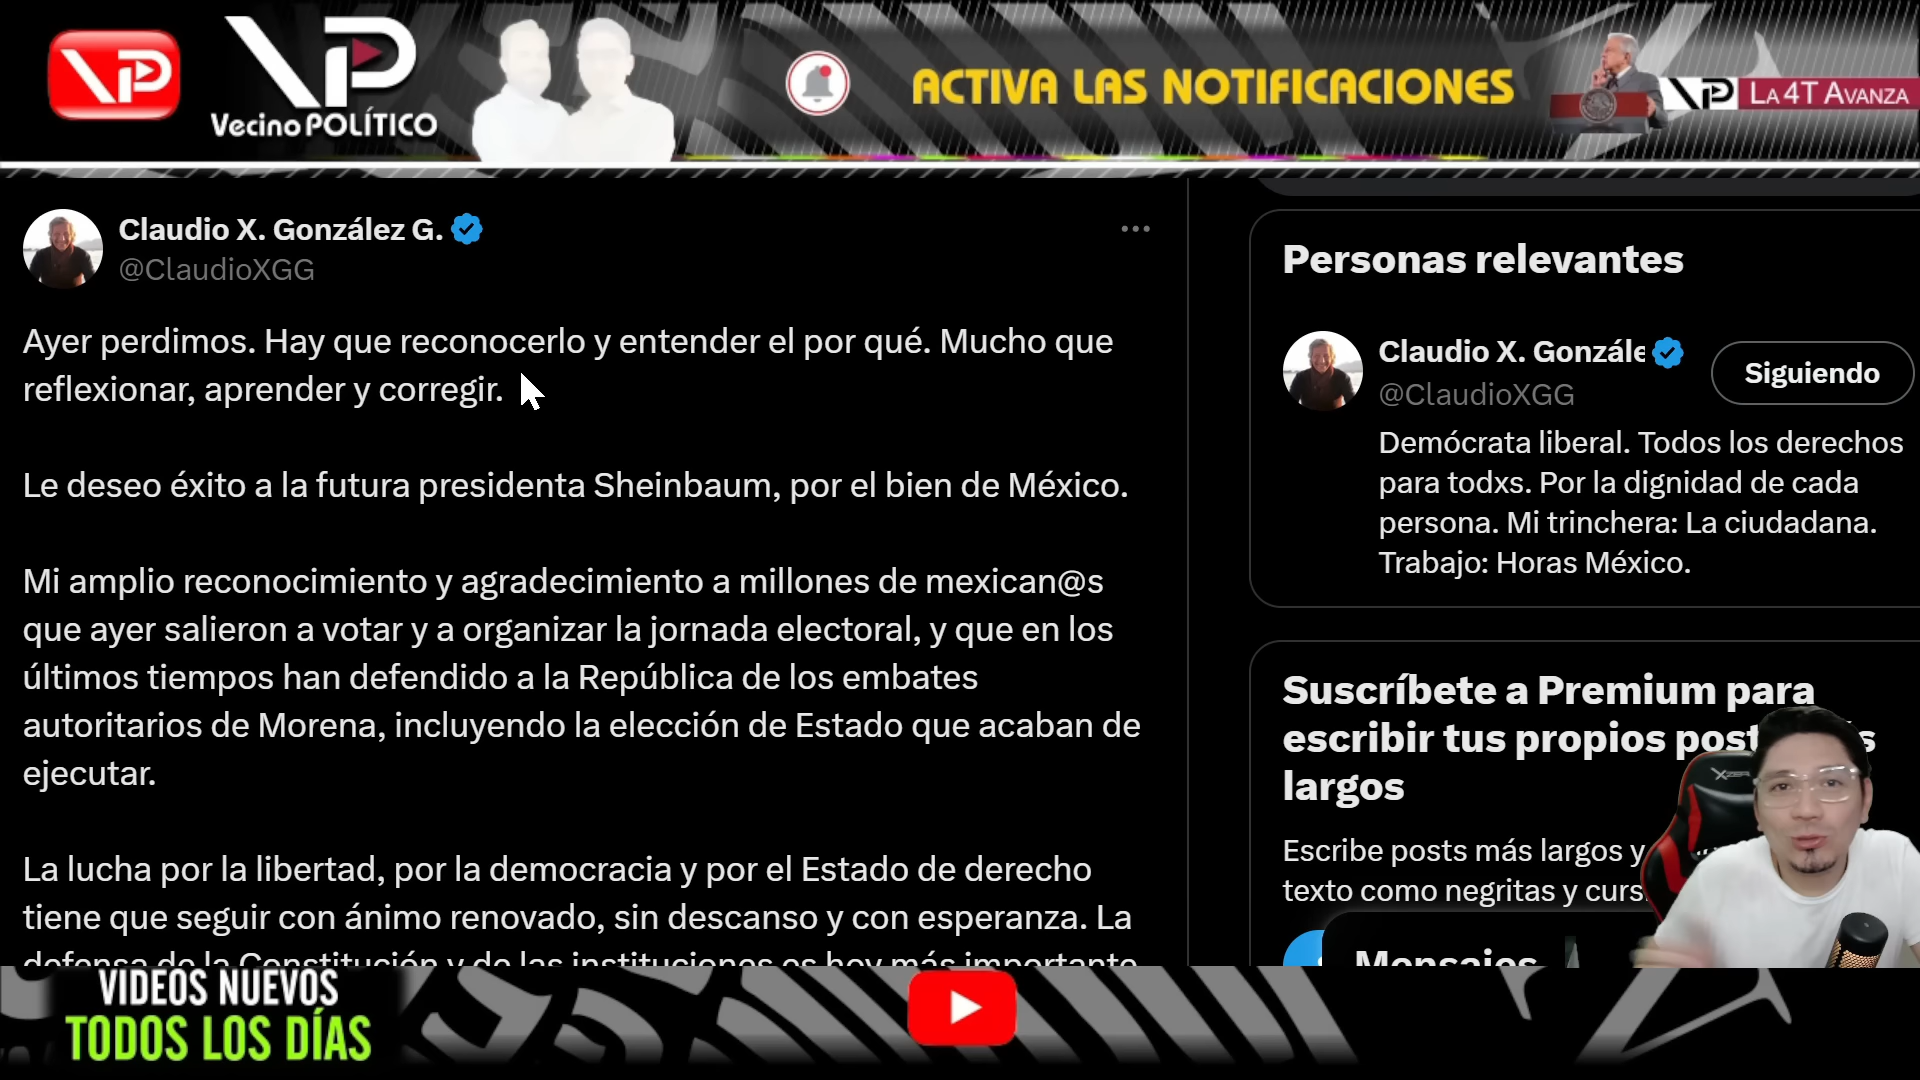 VP
VP
Vecino POLÍTICO
ACTIVA LAS NOTIFICACIONES
VP LA 4T AVANZA
Claudio X. González G.
@ClaudioXGG
Ayer perdimos. Hay que reconocerlo y entender el por qué. Mucho que
reflexionar, aprender y corregir.
Le deseo éxito a la futura presidenta Sheinbaum, por el bien de México.
Mi amplio reconocimiento y agradecimiento a millones de mexican@s
que ayer salieron a votar y a organizar la jornada electoral, y que en los
últimos tiempos han defendido a la República de los embates
autoritarios de Morena, incluyendo la elección de Estado que acaban de
ejecutar.
La lucha por la libertad, por la democracia y por el Estado de derecho
tiene que seguir con ánimo renovado, sin descanso y con esperanza. La
defensa de la Constitución y de las instituciones es hoy más importante
Personas relevantes
Claudio X. Gonzále
@ClaudioXGG
Siguiendo
Demócrata liberal. Todos los derechos
para todxs. Por la dignidad de cada
persona. Mi trinchera: La ciudadana.
Trabajo: Horas México.
Suscríbete a Premium para
escribir tus propios post s
largos
Escribe posts más largos y
texto como negritas y curs
Mensajes
VIDEOS NUEVOS
TODOS LOS DÍAS